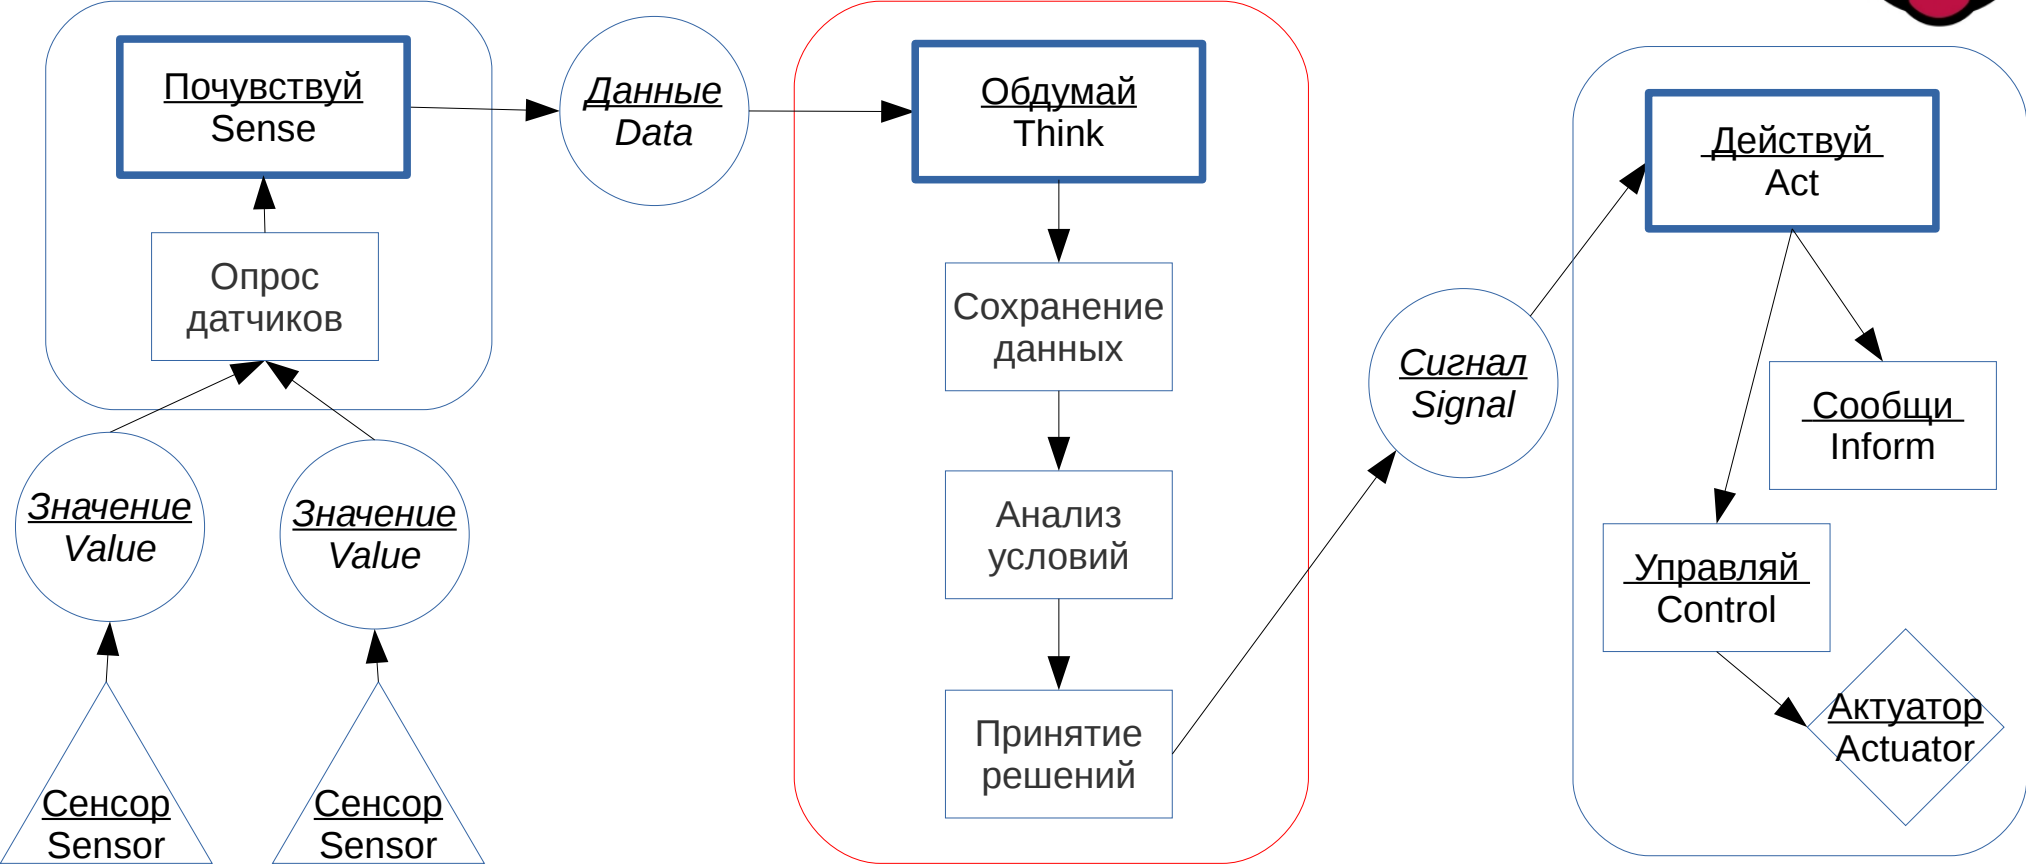 Почувствуй
Sense
Опрос
датчиков
Значение
Value
Значение
Value
Сенсор
Sensor
Сенсор
Sensor
Данные
Data
Обдумай
Think
Сохранение
данных
Анализ
условий
Принятие
решений
Сигнал
Signal
Действуй
Act
Сообщи
Inform
Управляй
Control
Актуатор
Actuator